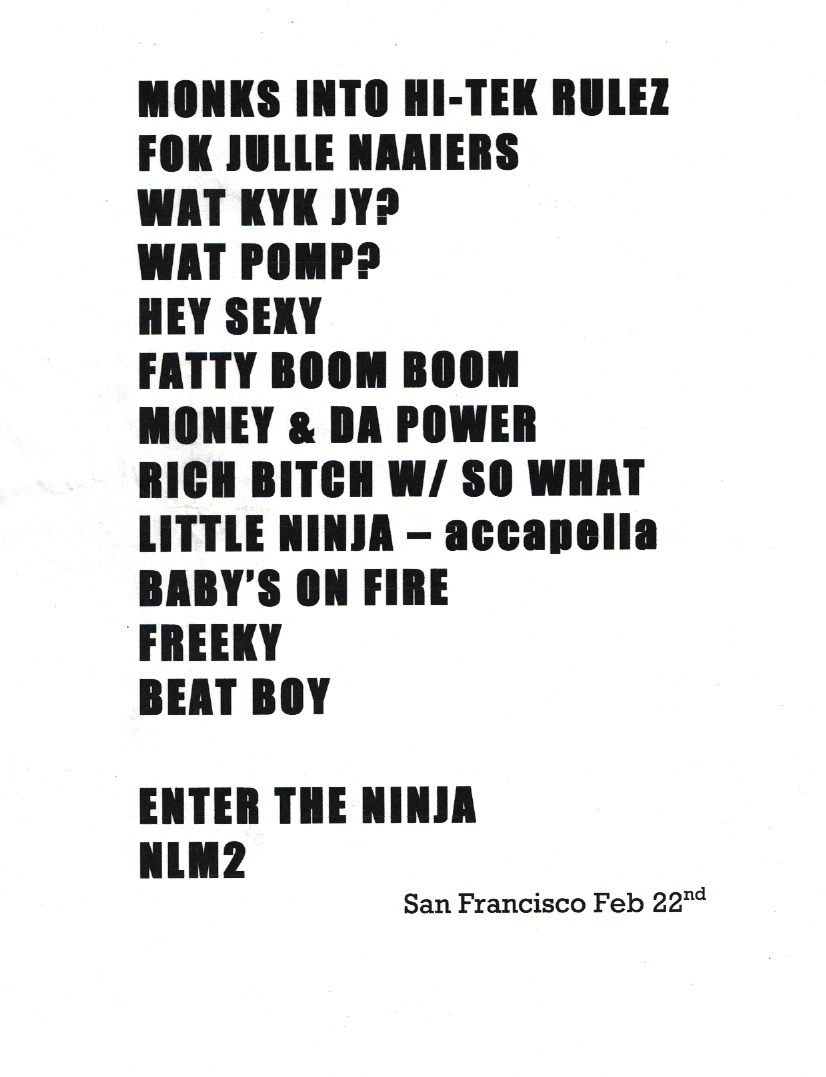 MONKS INTO HI-TEK RULEZ
FOK JULLE NAAIERS
WAT KYK JY?
WAT POMP?
HEY SEXY
FATTY BOOM BOOM
MONEY & DA POWER
RICH BITCH W/ SO WHAT
LITTLE NINJA – accapella
BABY'S ON FIRE
FREEKY
BEAT BOY
ENTER THE NINJA
NLM2
San Francisco Feb 22nd